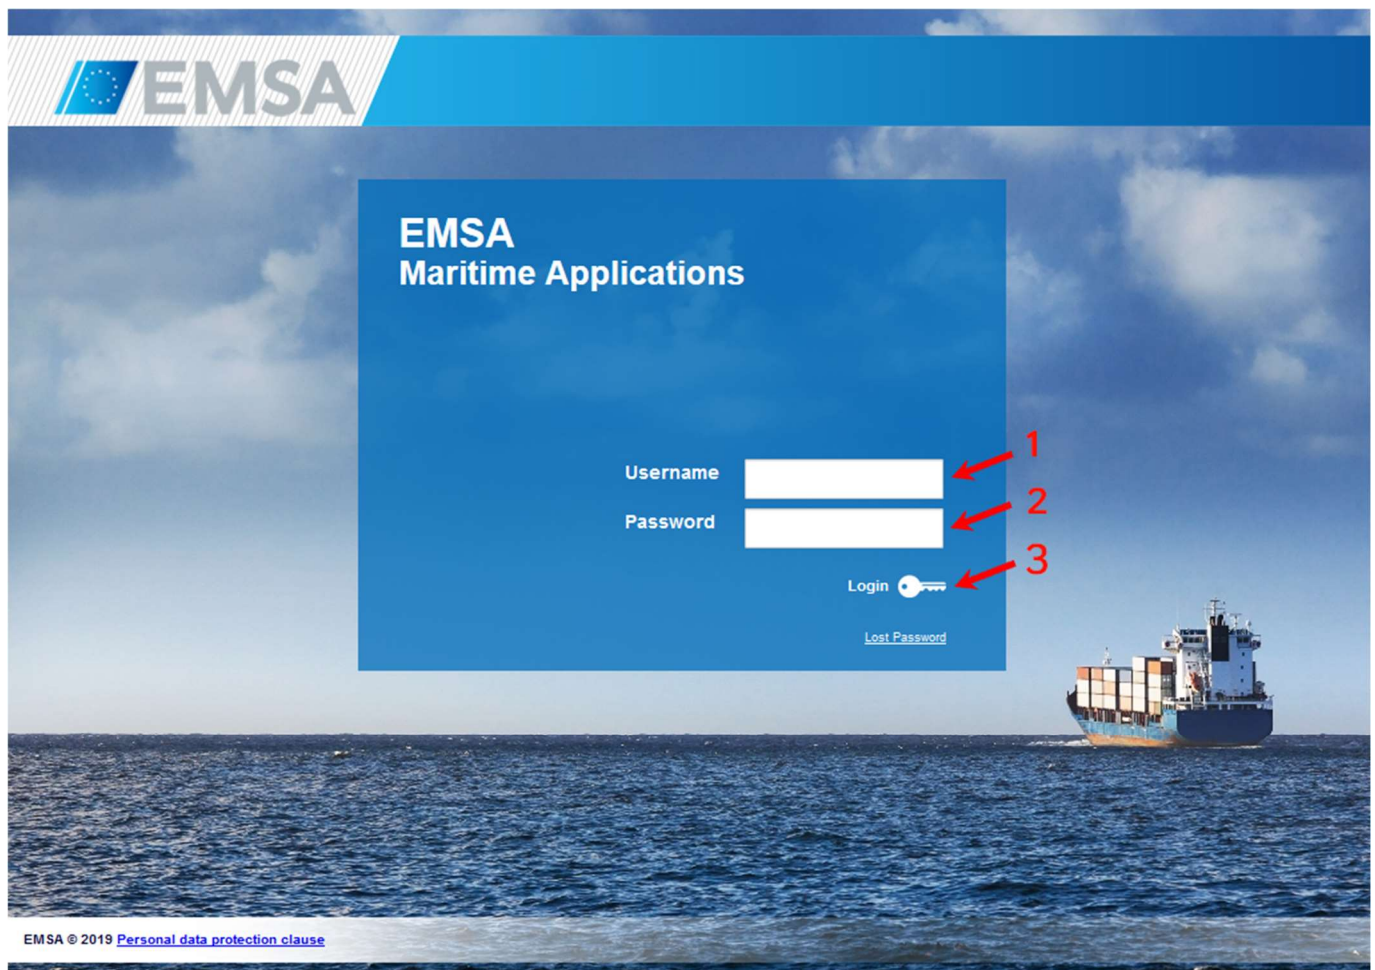 EMSA
EMSA
Maritime Applications
Username
1
Password
2
Login
3
Lost Password
EMSA © 2019 Personal data protection clause